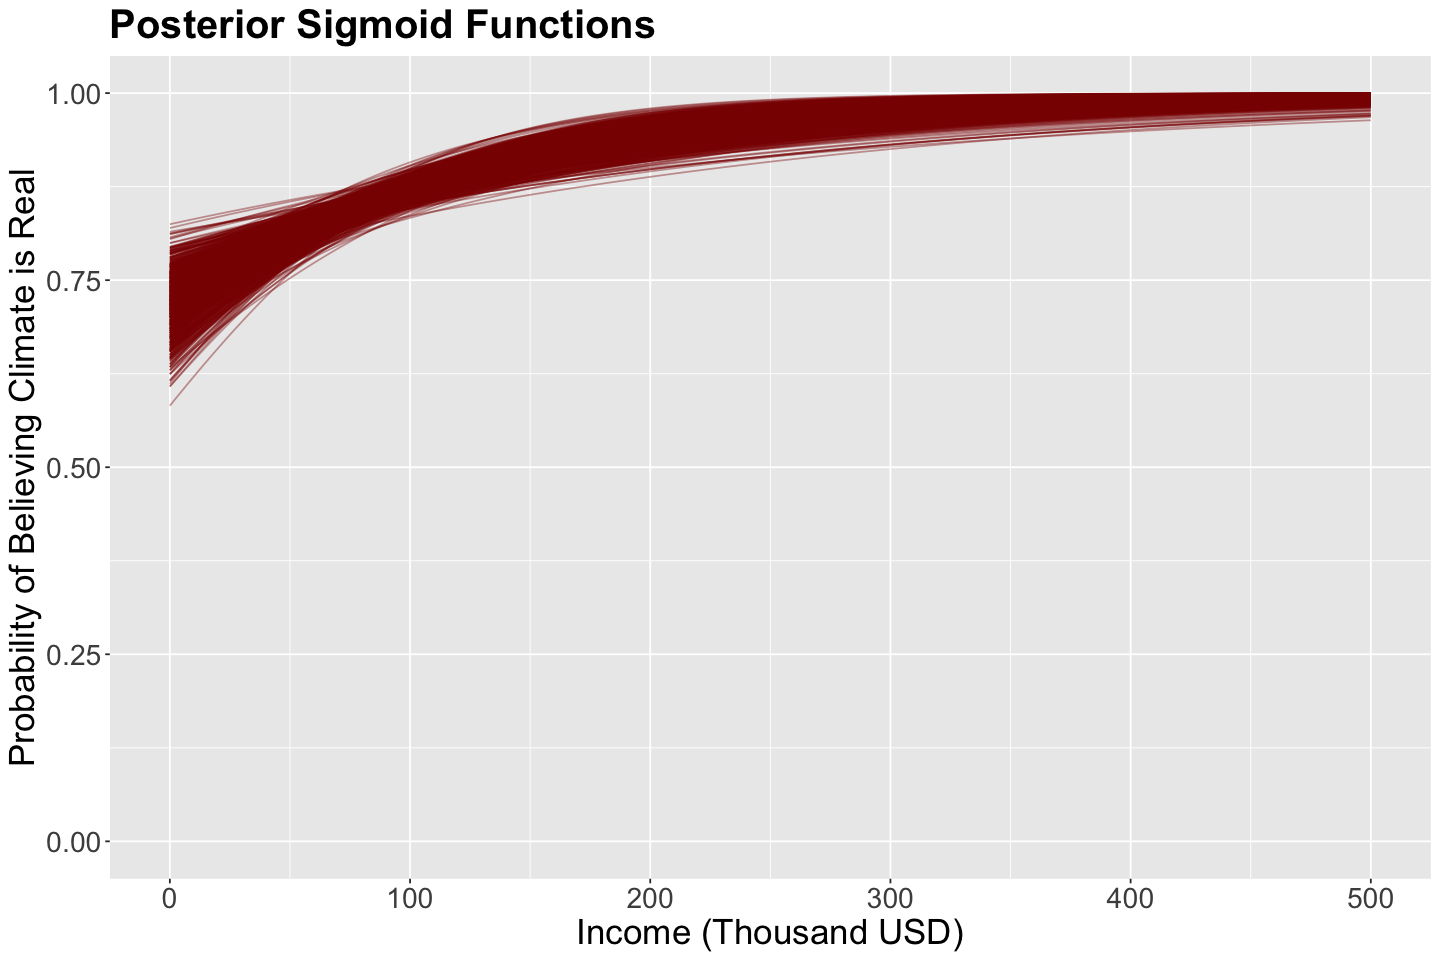 Posterior Sigmoid Functions
Probability of Believing Climate is Real
1.00
0.75
0.50
0.25
0.00
0 100 200 300 400 500
Income (Thousand USD)